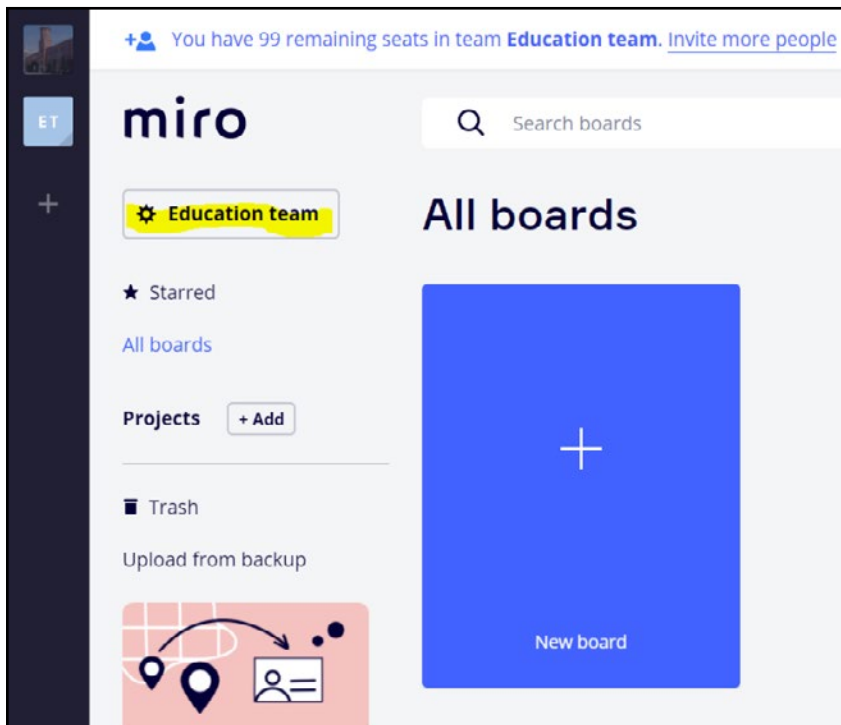 You have 99 remaining seats in team Education team. Invite more people
ET
miro
Search boards
Education team
All boards
Starred
All boards
Projects
+ Add
Trash
Upload from backup
New board